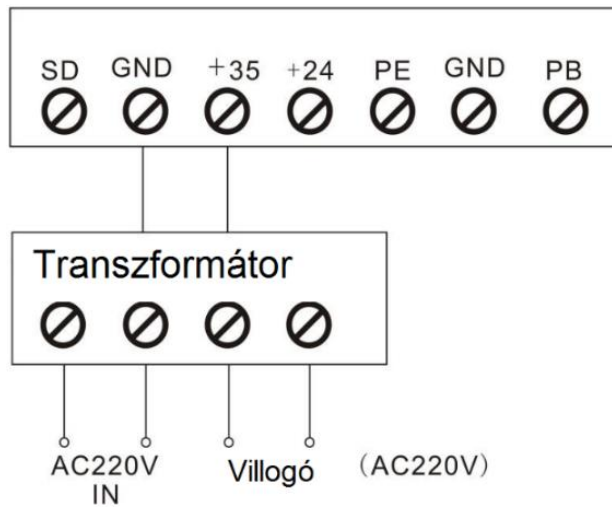 SD GND +35 +24 PE GND PB
Transzformátor
AC220V Villogó (AC220V)
IN